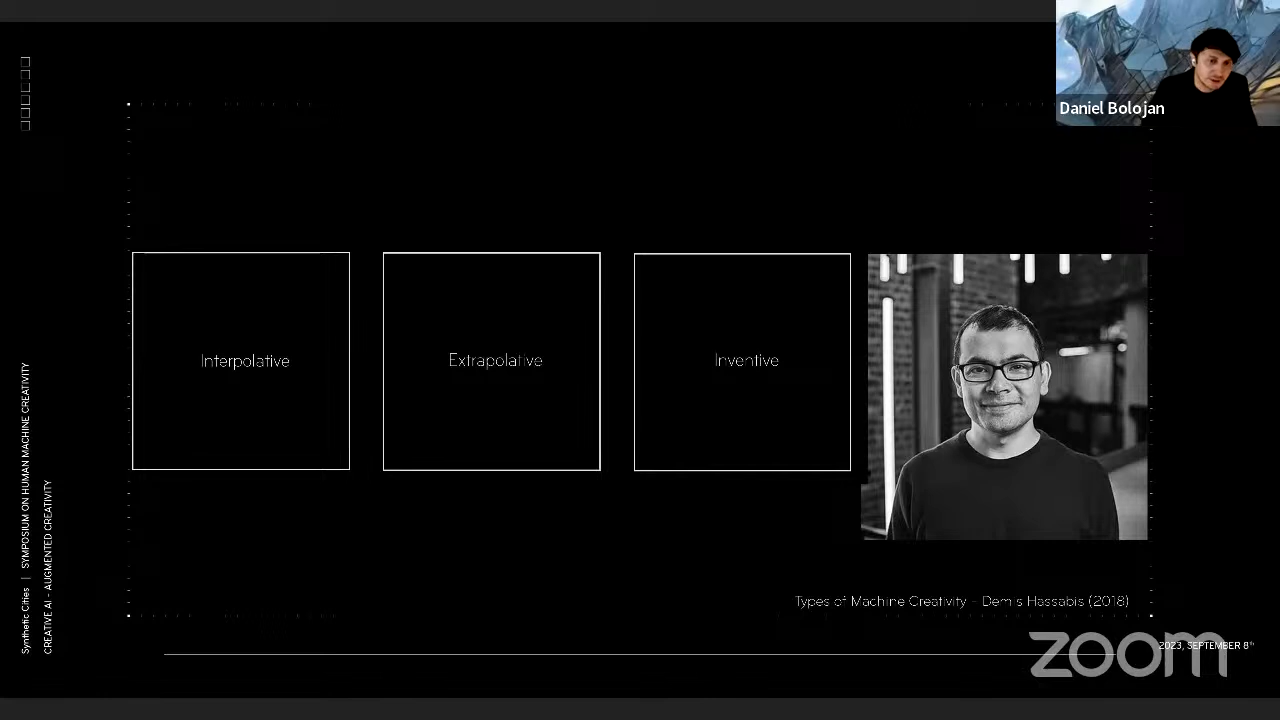 Daniel Bolojan
Interpolative
Extrapolative
Inventive
Types of Machine Creativity - Demis Hassabis (2018)
Synthetic Cities | SYMPOSIUM ON HUMAN MACHINE CREATIVITY
CREATIVE AI - AUGMENTED CREATIVITY
2023, SEPTEMBER 8th
zoom